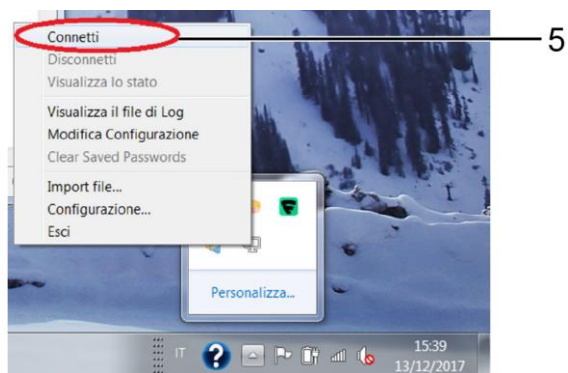 Connetti
5
Disconnetti
Visualizza lo stato
Visualizza il file di Log
Modifica Configurazione
Clear Saved Passwords
Import file...
Configurazione...
Esci
Personalizza...
IT
?
15:39
13/12/2017